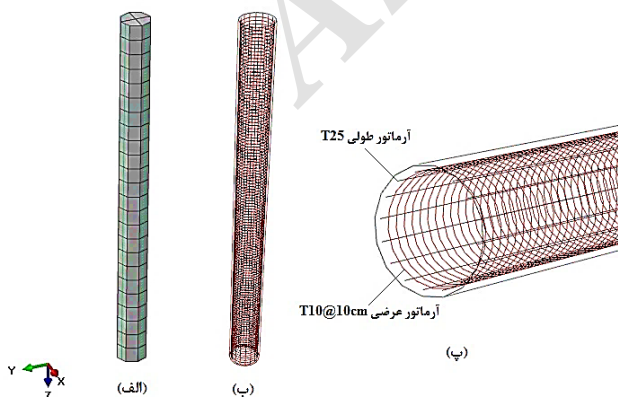 آرماتور طولی T25
آرماتور عرضی T10@10cm
(پ)
Y
X
Z
(الف)
(ب)